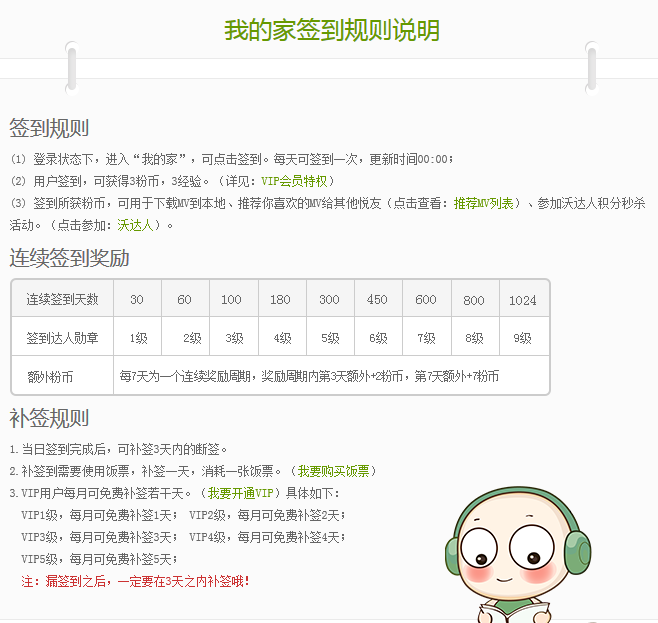 我的家签到规则说明
签到规则
(1) 登录状态下，进入“我的家”，可点击签到。每天可签到一次，更新时间00:00；
(2) 用户签到，可获得3粉币，3经验。（详见：VIP会员特权）
(3) 签到所获粉币，可用于下载MV到本地、推荐你喜欢的MV给其他悦友（点击查看：推荐MV列表）、参加沃达人积分秒杀
活动。（点击参加：沃达人）。
连续签到奖励
连续签到天数 30 60 100 180 300 450 600 800 1024
签到达人勋章 1级 2级 3级 4级 5级 6级 7级 8级 9级
额外粉币 每7天为一个连续奖励周期，奖励周期内第3天额外+2粉币，第7天额外+7粉币
补签规则
1.当日签到完成后，可补签3天内的断签。
2.补签到需要使用饭票，补签一天，消耗一张饭票。（我要购买饭票）
3.VIP用户每月可免费补签若干天。（我要开通VIP）具体如下：
VIP1级，每月可免费补签1天； VIP2级，每月可免费补签2天；
VIP3级，每月可免费补签3天； VIP4级，每月可免费补签4天；
VIP5级，每月可免费补签5天；
注：漏签到之后，一定要在3天之内补签哦！